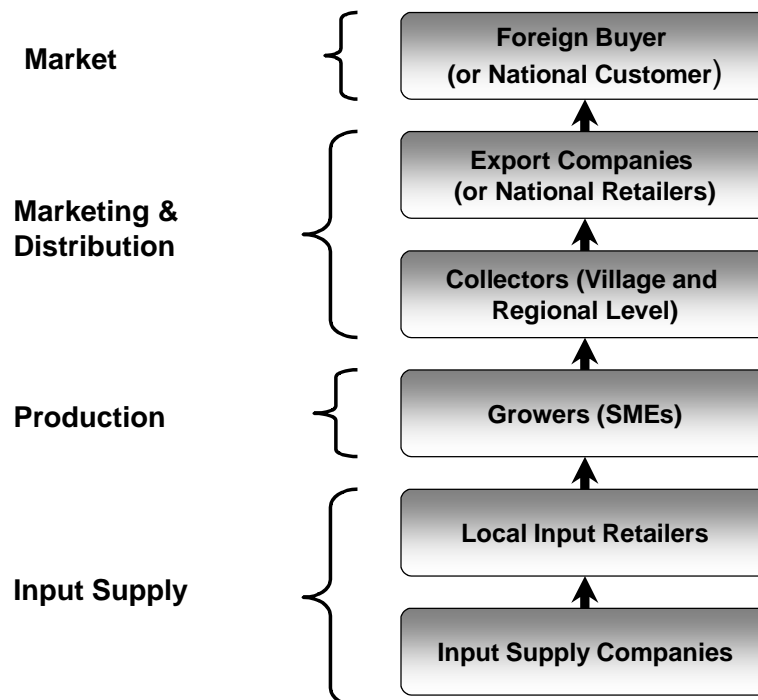 Market
Foreign Buyer
(or National Customer)
Export Companies
(or National Retailers)
Marketing &
Distribution
Collectors (Village and
Regional Level)
Production
Growers (SMEs)
Local Input Retailers
Input Supply
Input Supply Companies